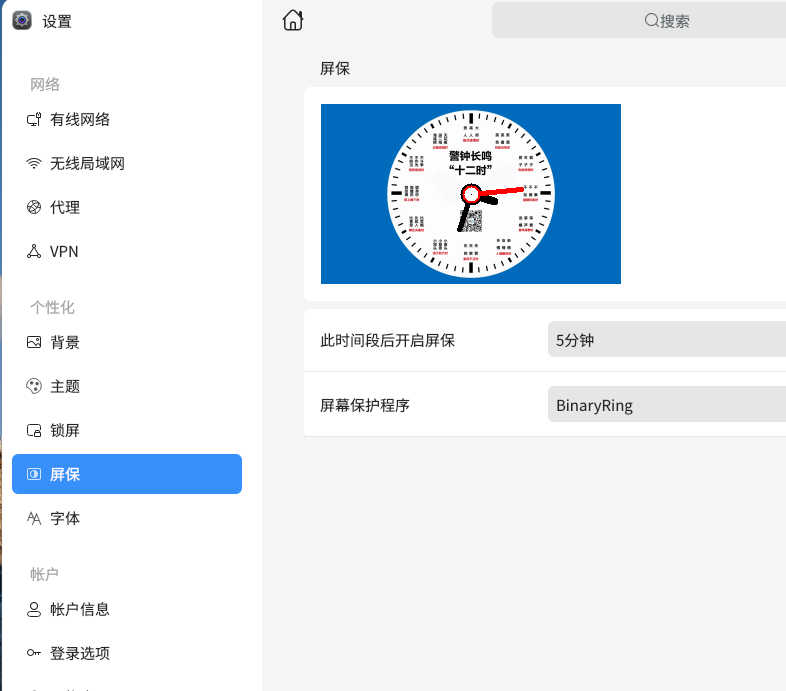 设置
搜索
网络
有线网络
无线局域网
代理
VPN
个性化
背景
主题
锁屏
屏保
字体
帐户
帐户信息
登录选项
屏保
警钟长鸣
“十二时”
此时间段后开启屏保
5分钟
屏幕保护程序
BinaryRing